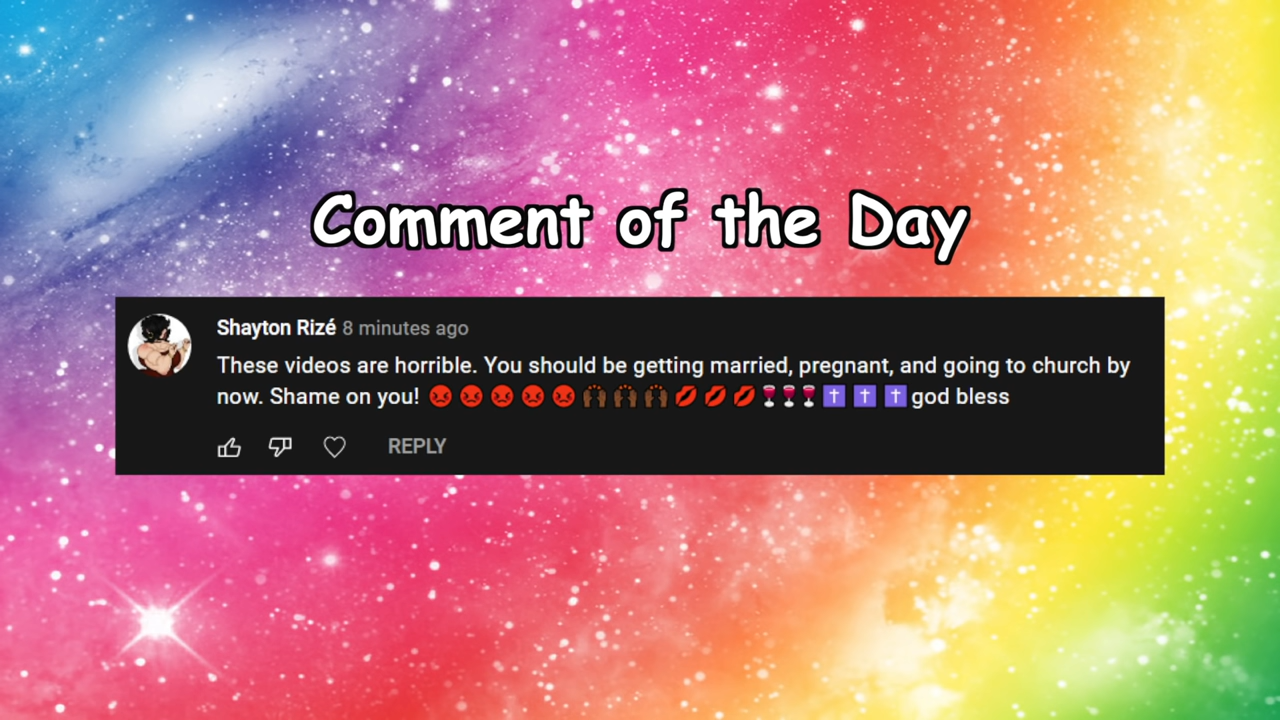 Comment of the Day
Shayton Rizé 8 minutes ago
These videos are horrible. You should be getting married, pregnant, and going to church by
now. Shame on you! 😡😡😡😡😡🙌🏾🙌🏾🙌🏾💋💋💋🍷🍷🍷✝️✝️✝️god bless
REPLY